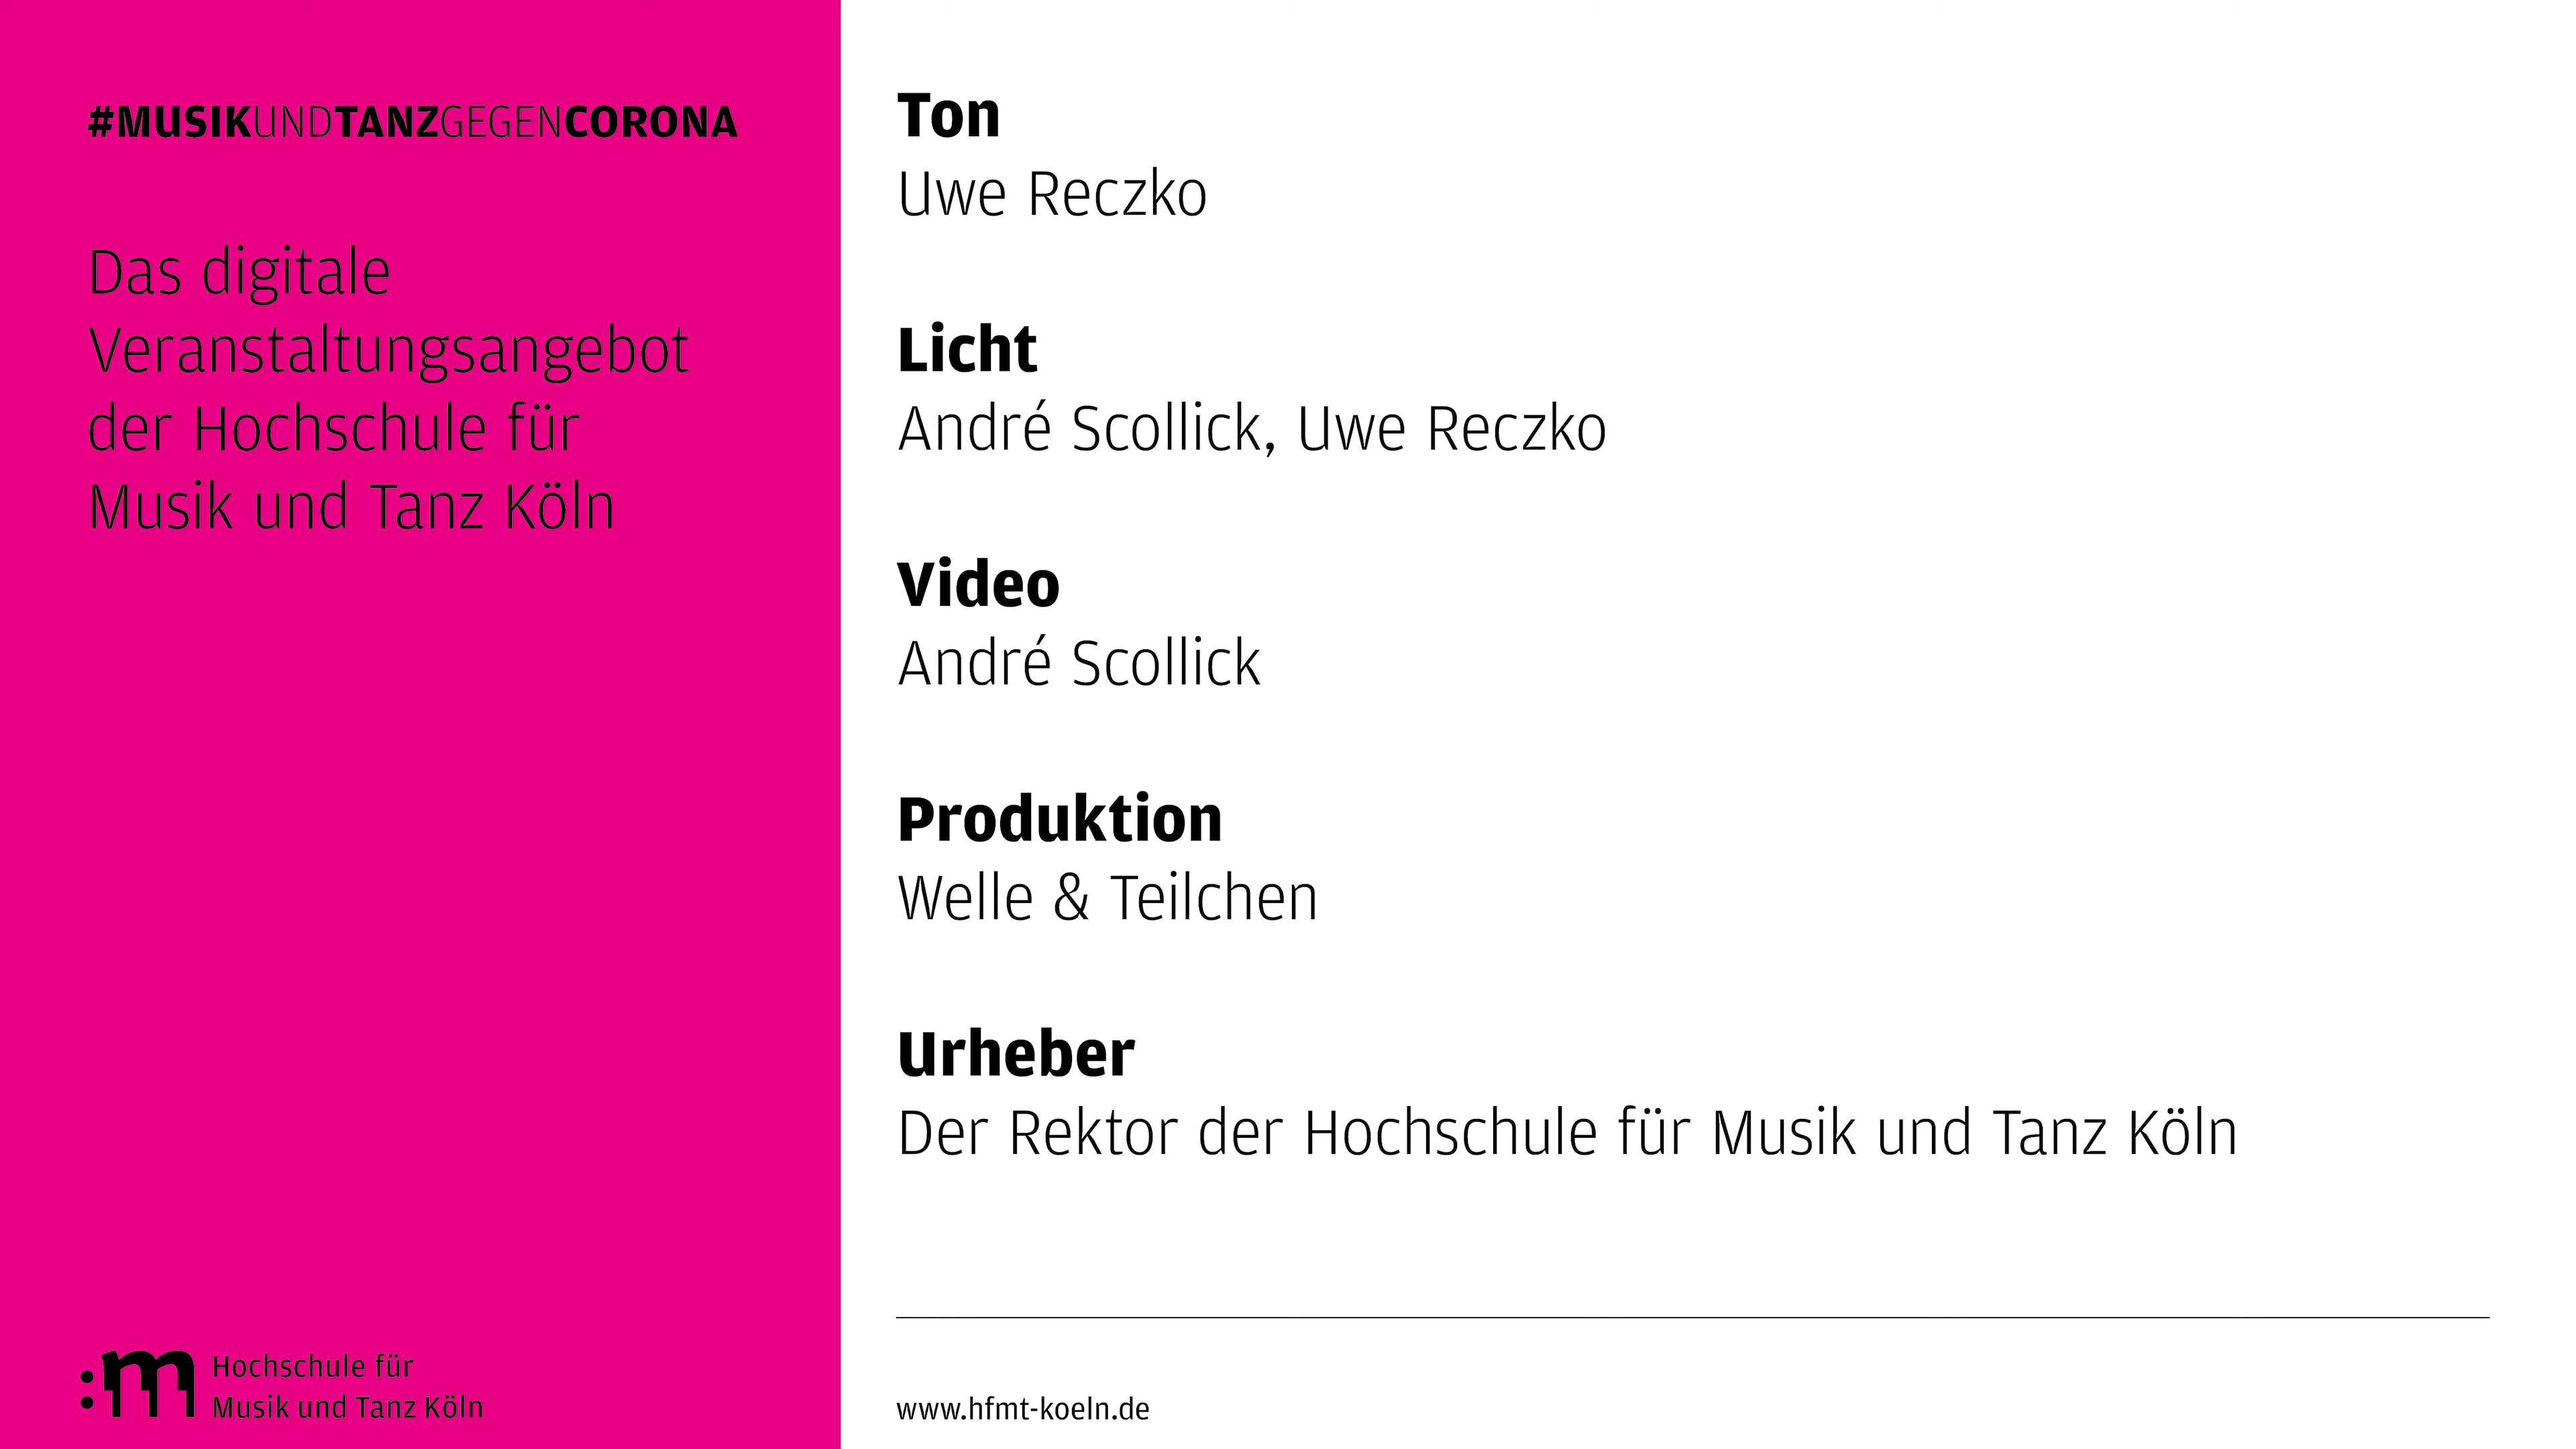 #MUSIKUNDTANZGEGENCORONA
Das digitale
Veranstaltungsangebot
der Hochschule für
Musik und Tanz Köln
:m Hochschule für
Musik und Tanz Köln
Ton
Uwe Reczko
Licht
André Scollick, Uwe Reczko
Video
André Scollick
Produktion
Welle & Teilchen
Urheber
Der Rektor der Hochschule für Musik und Tanz Köln
www.hfmt-koeln.de